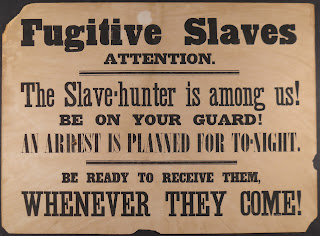 Fugitive Slaves
ATTENTION.
The Slave-hunter is among us!
BE ON YOUR GUARD!
AN ARREST IS PLANNED FOR TO-NIGHT.
BE READY TO RECEIVE THEM,
WHENEVER THEY COME!